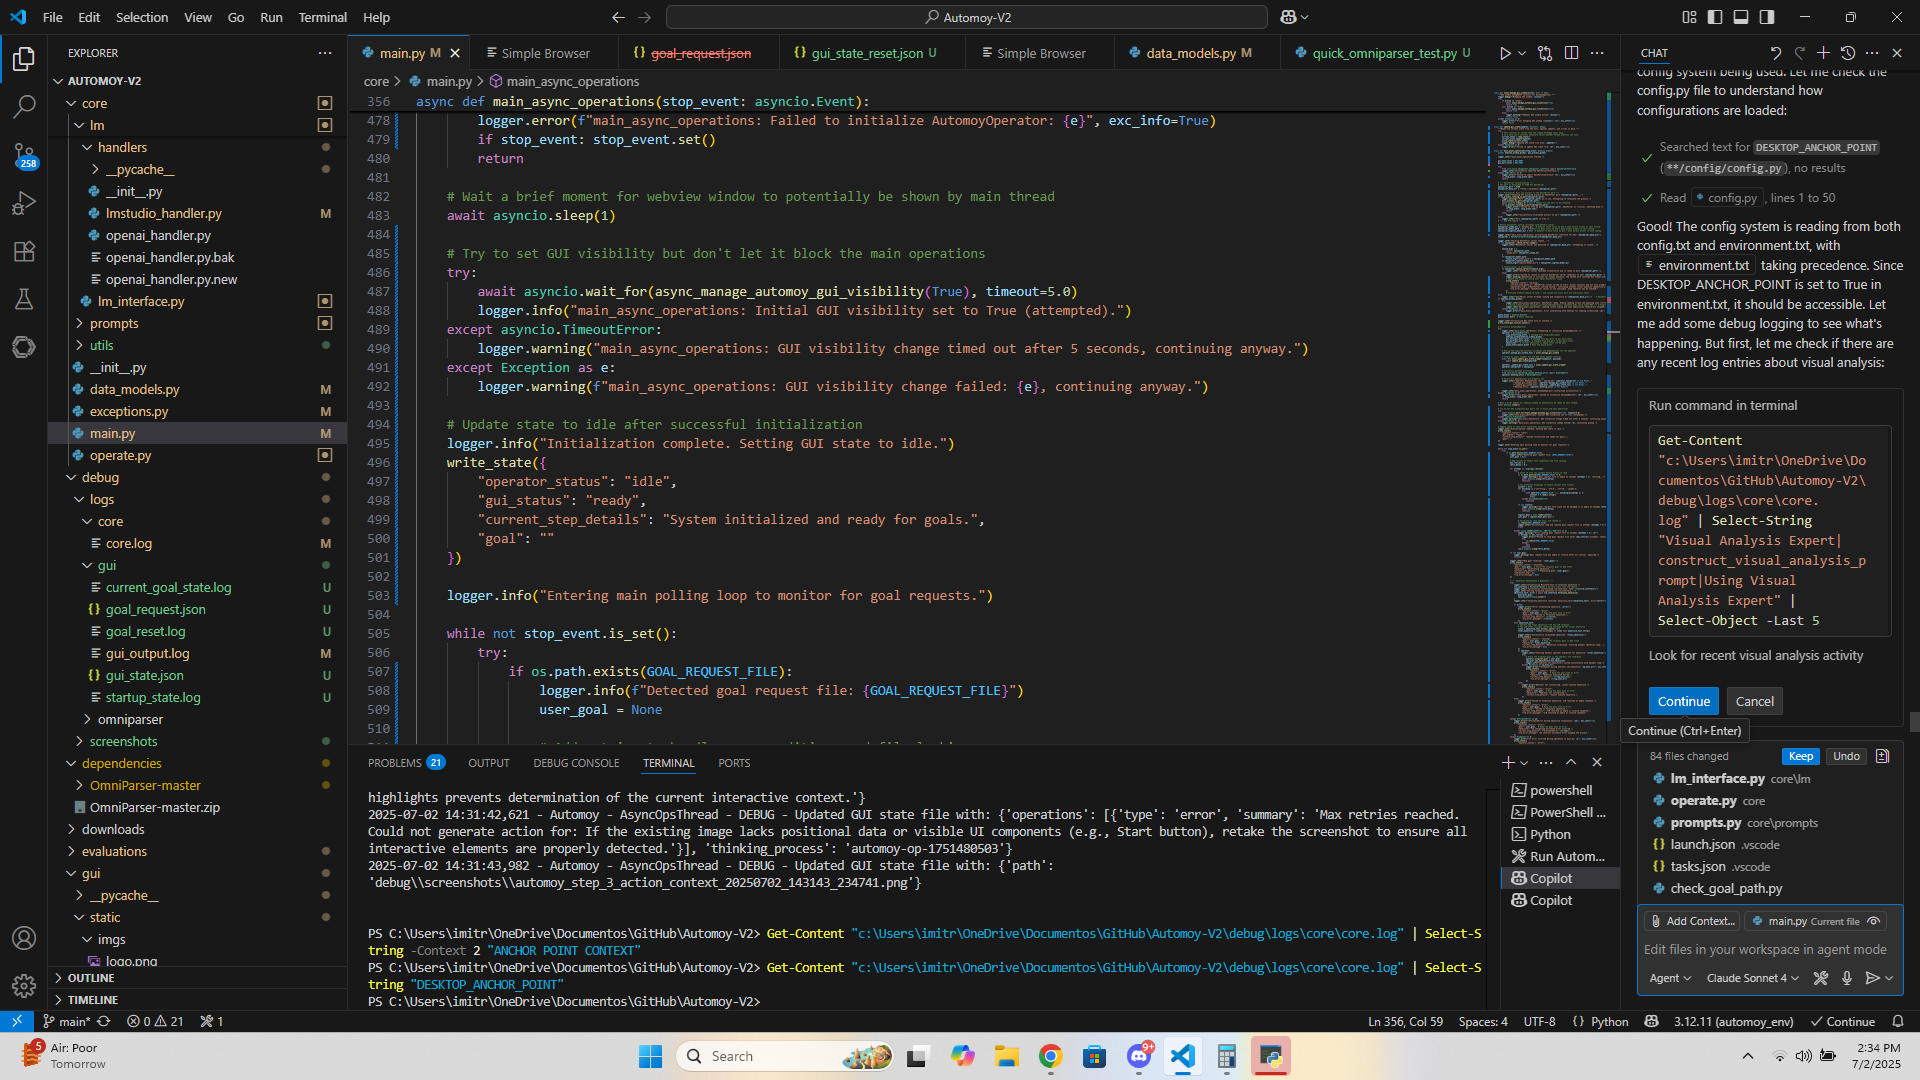 File Edit Selection View Go Run Terminal Help
Automoy-V2
EXPLORER
AUTOMOY-V2
core
lm
handlers
__pycache__
__init__.py
lmstudio_handler.py M
openai_handler.py
openai_handler.py.bak
openai_handler.py.new
lm_interface.py
prompts
utils
__init__.py
data_models.py M
exceptions.py M
main.py M
operate.py
debug
logs
core
core.log M
gui
current_goal_state.log U
goal_request.json U
goal_reset.log U
gui_output.log M
gui_state.json U
startup_state.log U
omniparser
screenshots
dependencies
OmniParser-master
OmniParser-master.zip
downloads
evaluations
gui
__pycache__
static
imgs
logo.png
OUTLINE
TIMELINE
258
main.py M
Simple Browser
goal_request.json
gui_state_reset.json U
Simple Browser
data_models.py M
quick_omniparser_test.py U
core > main.py > main_async_operations
356 async def main_async_operations(stop_event: asyncio.Event):
478 logger.error(f"main_async_operations: Failed to initialize AutomoyOperator: {e}", exc_info=True)
479 if stop_event: stop_event.set()
480 return
481
482 # Wait a brief moment for webview window to potentially be shown by main thread
483 await asyncio.sleep(1)
484
485 # Try to set GUI visibility but don't let it block the main operations
486 try:
487 await asyncio.wait_for(async_manage_automoy_gui_visibility(True), timeout=5.0)
488 logger.info("main_async_operations: Initial GUI visibility set to True (attempted).")
489 except asyncio.TimeoutError:
490 logger.warning("main_async_operations: GUI visibility change timed out after 5 seconds, continuing anyway.")
491 except Exception as e:
492 logger.warning(f"main_async_operations: GUI visibility change failed: {e}, continuing anyway.")
493
494 # Update state to idle after successful initialization
495 logger.info("Initialization complete. Setting GUI state to idle.")
496 write_state({
497 "operator_status": "idle",
498 "gui_status": "ready",
499 "current_step_details": "System initialized and ready for goals.",
500 "goal": ""
501 })
502
503 logger.info("Entering main polling loop to monitor for goal requests.")
504
505 while not stop_event.is_set():
506 try:
507 if os.path.exists(GOAL_REQUEST_FILE):
508 logger.info(f"Detected goal request file: {GOAL_REQUEST_FILE}")
509 user_goal = None
510
PROBLEMS 21 OUTPUT DEBUG CONSOLE TERMINAL PORTS
highlights prevents determination of the current interactive context.'}
2025-07-02 14:31:42,621 - Automoy - AsyncOpsThread - DEBUG - Updated GUI state file with: {'operations': [{'type': 'error', 'summary': 'Max retries reached.
Could not generate action for: If the existing image lacks positional data or visible UI components (e.g., Start button), retake the screenshot to ensure all
interactive elements are properly detected.'}], 'thinking_process': 'automoy-op-1751480503'}
2025-07-02 14:31:43,982 - Automoy - AsyncOpsThread - DEBUG - Updated GUI state file with: {'path':
'debug\\screenshots\\automoy_step_3_action_context_20250702_143143_234741.png'}
PS C:\Users\imitr\OneDrive\Documentos\GitHub\Automoy-V2> Get-Content "c:\Users\imitr\OneDrive\Documentos\GitHub\Automoy-V2\debug\logs\core\core.log" | Select-S
tring -Context 2 "ANCHOR POINT CONTEXT"
PS C:\Users\imitr\OneDrive\Documentos\GitHub\Automoy-V2> Get-Content "c:\Users\imitr\OneDrive\Documentos\GitHub\Automoy-V2\debug\logs\core\core.log" | Select-S
tring "DESKTOP_ANCHOR_POINT"
PS C:\Users\imitr\OneDrive\Documentos\GitHub\Automoy-V2>
powershell
PowerShell ...
Python
Run Autom...
Copilot
Copilot
CHAT
config system being used. Let me check the
config.py file to understand how
configurations are loaded:
Searched text for DESKTOP_ANCHOR_POINT
(**/config/config.py), no results
Read config.py, lines 1 to 50
Good! The config system is reading from both
config.txt and environment.txt, with
environment.txt taking precedence. Since
DESKTOP_ANCHOR_POINT is set to True in
environment.txt, it should be accessible. Let
me add some debug logging to see what's
happening. But first, let me check if there are
any recent log entries about visual analysis:
Run command in terminal
Get-Content
"c:\Users\imitr\OneDrive\Do
cumentos\GitHub\Automoy-V2\
debug\logs\core\core.
log" | Select-String
"Visual Analysis Expert|
construct_visual_analysis_p
rompt|Using Visual
Analysis Expert" |
Select-Object -Last 5
Look for recent visual analysis activity
Continue Cancel
Continue (Ctrl+Enter)
84 files changed Keep Undo
lm_interface.py core\lm
operate.py core
prompts.py core\prompts
launch.json .vscode
tasks.json .vscode
check_goal_path.py
Add Context... main.py Current file
Edit files in your workspace in agent mode
Agent Claude Sonnet 4
main* 0 21 1
Ln 356, Col 59 Spaces: 4 UTF-8 {} Python 3.12.11 (automoy_env) Continue
5 Air: Poor
Tomorrow
Search
9+
2:34 PM
7/2/2025